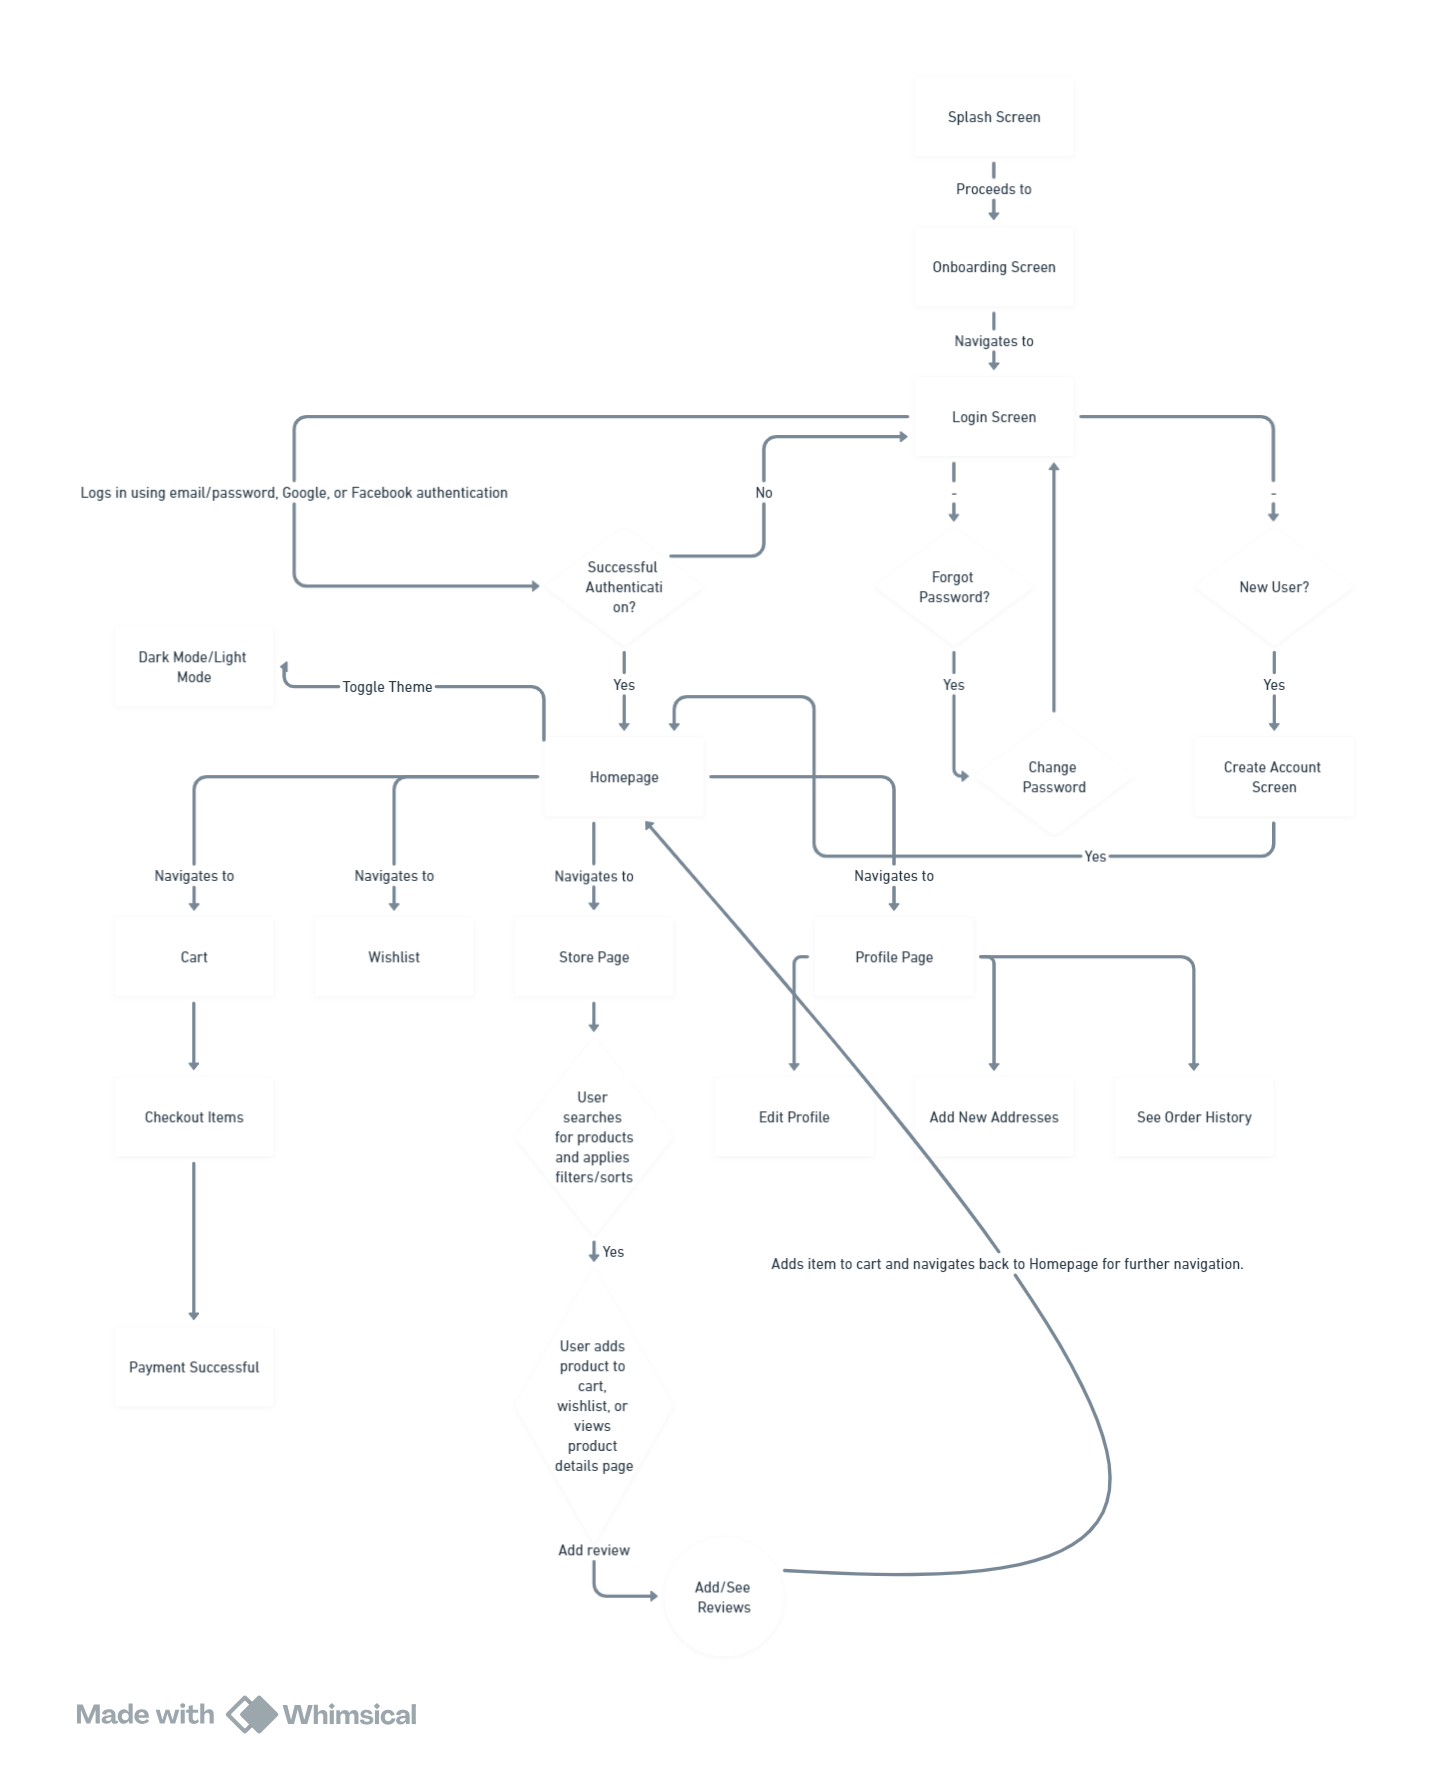 Splash Screen
Proceeds to
Onboarding Screen
Navigates to
Login Screen
Logs in using email/password, Google, or Facebook authentication
No
-
-
Successful
Authenticati
on?
Forgot
Password?
New User?
Dark Mode/Light
Mode
Toggle Theme
Yes
Yes
Yes
Homepage
Change
Password
Create Account
Screen
Yes
Navigates to
Navigates to
Navigates to
Navigates to
Cart
Wishlist
Store Page
Profile Page
Checkout Items
User
searches
for products
and applies
filters/sorts
Edit Profile
Add New Addresses
See Order History
Yes
Adds item to cart and navigates back to Homepage for further navigation.
Payment Successful
User adds
product to
cart,
wishlist, or
views
product
details page
Add review
Add/See
Reviews
Made with Whimsical